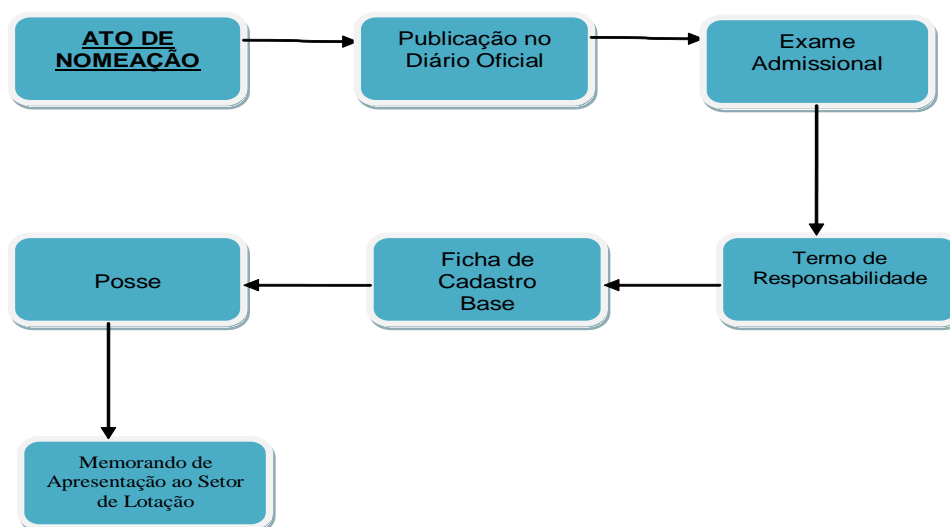 ATO DE
NOMEAÇÃO
Publicação no
Diário Oficial
Exame
Admissional
Termo de
Responsabilidade
Ficha de
Cadastro
Base
Posse
Memorando de
Apresentação ao Setor
de Lotação